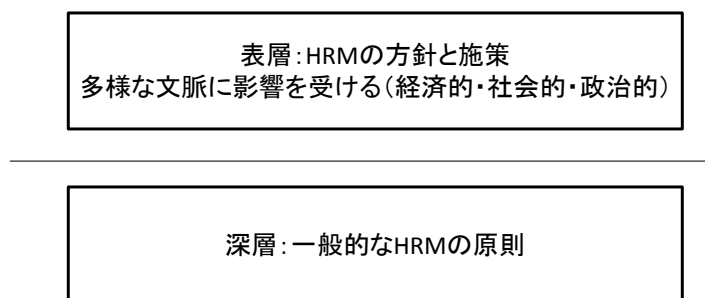 表層：HRMの方針と施策
多様な文脈に影響を受ける（経済的・社会的・政治的）
深層：一般的なHRMの原則